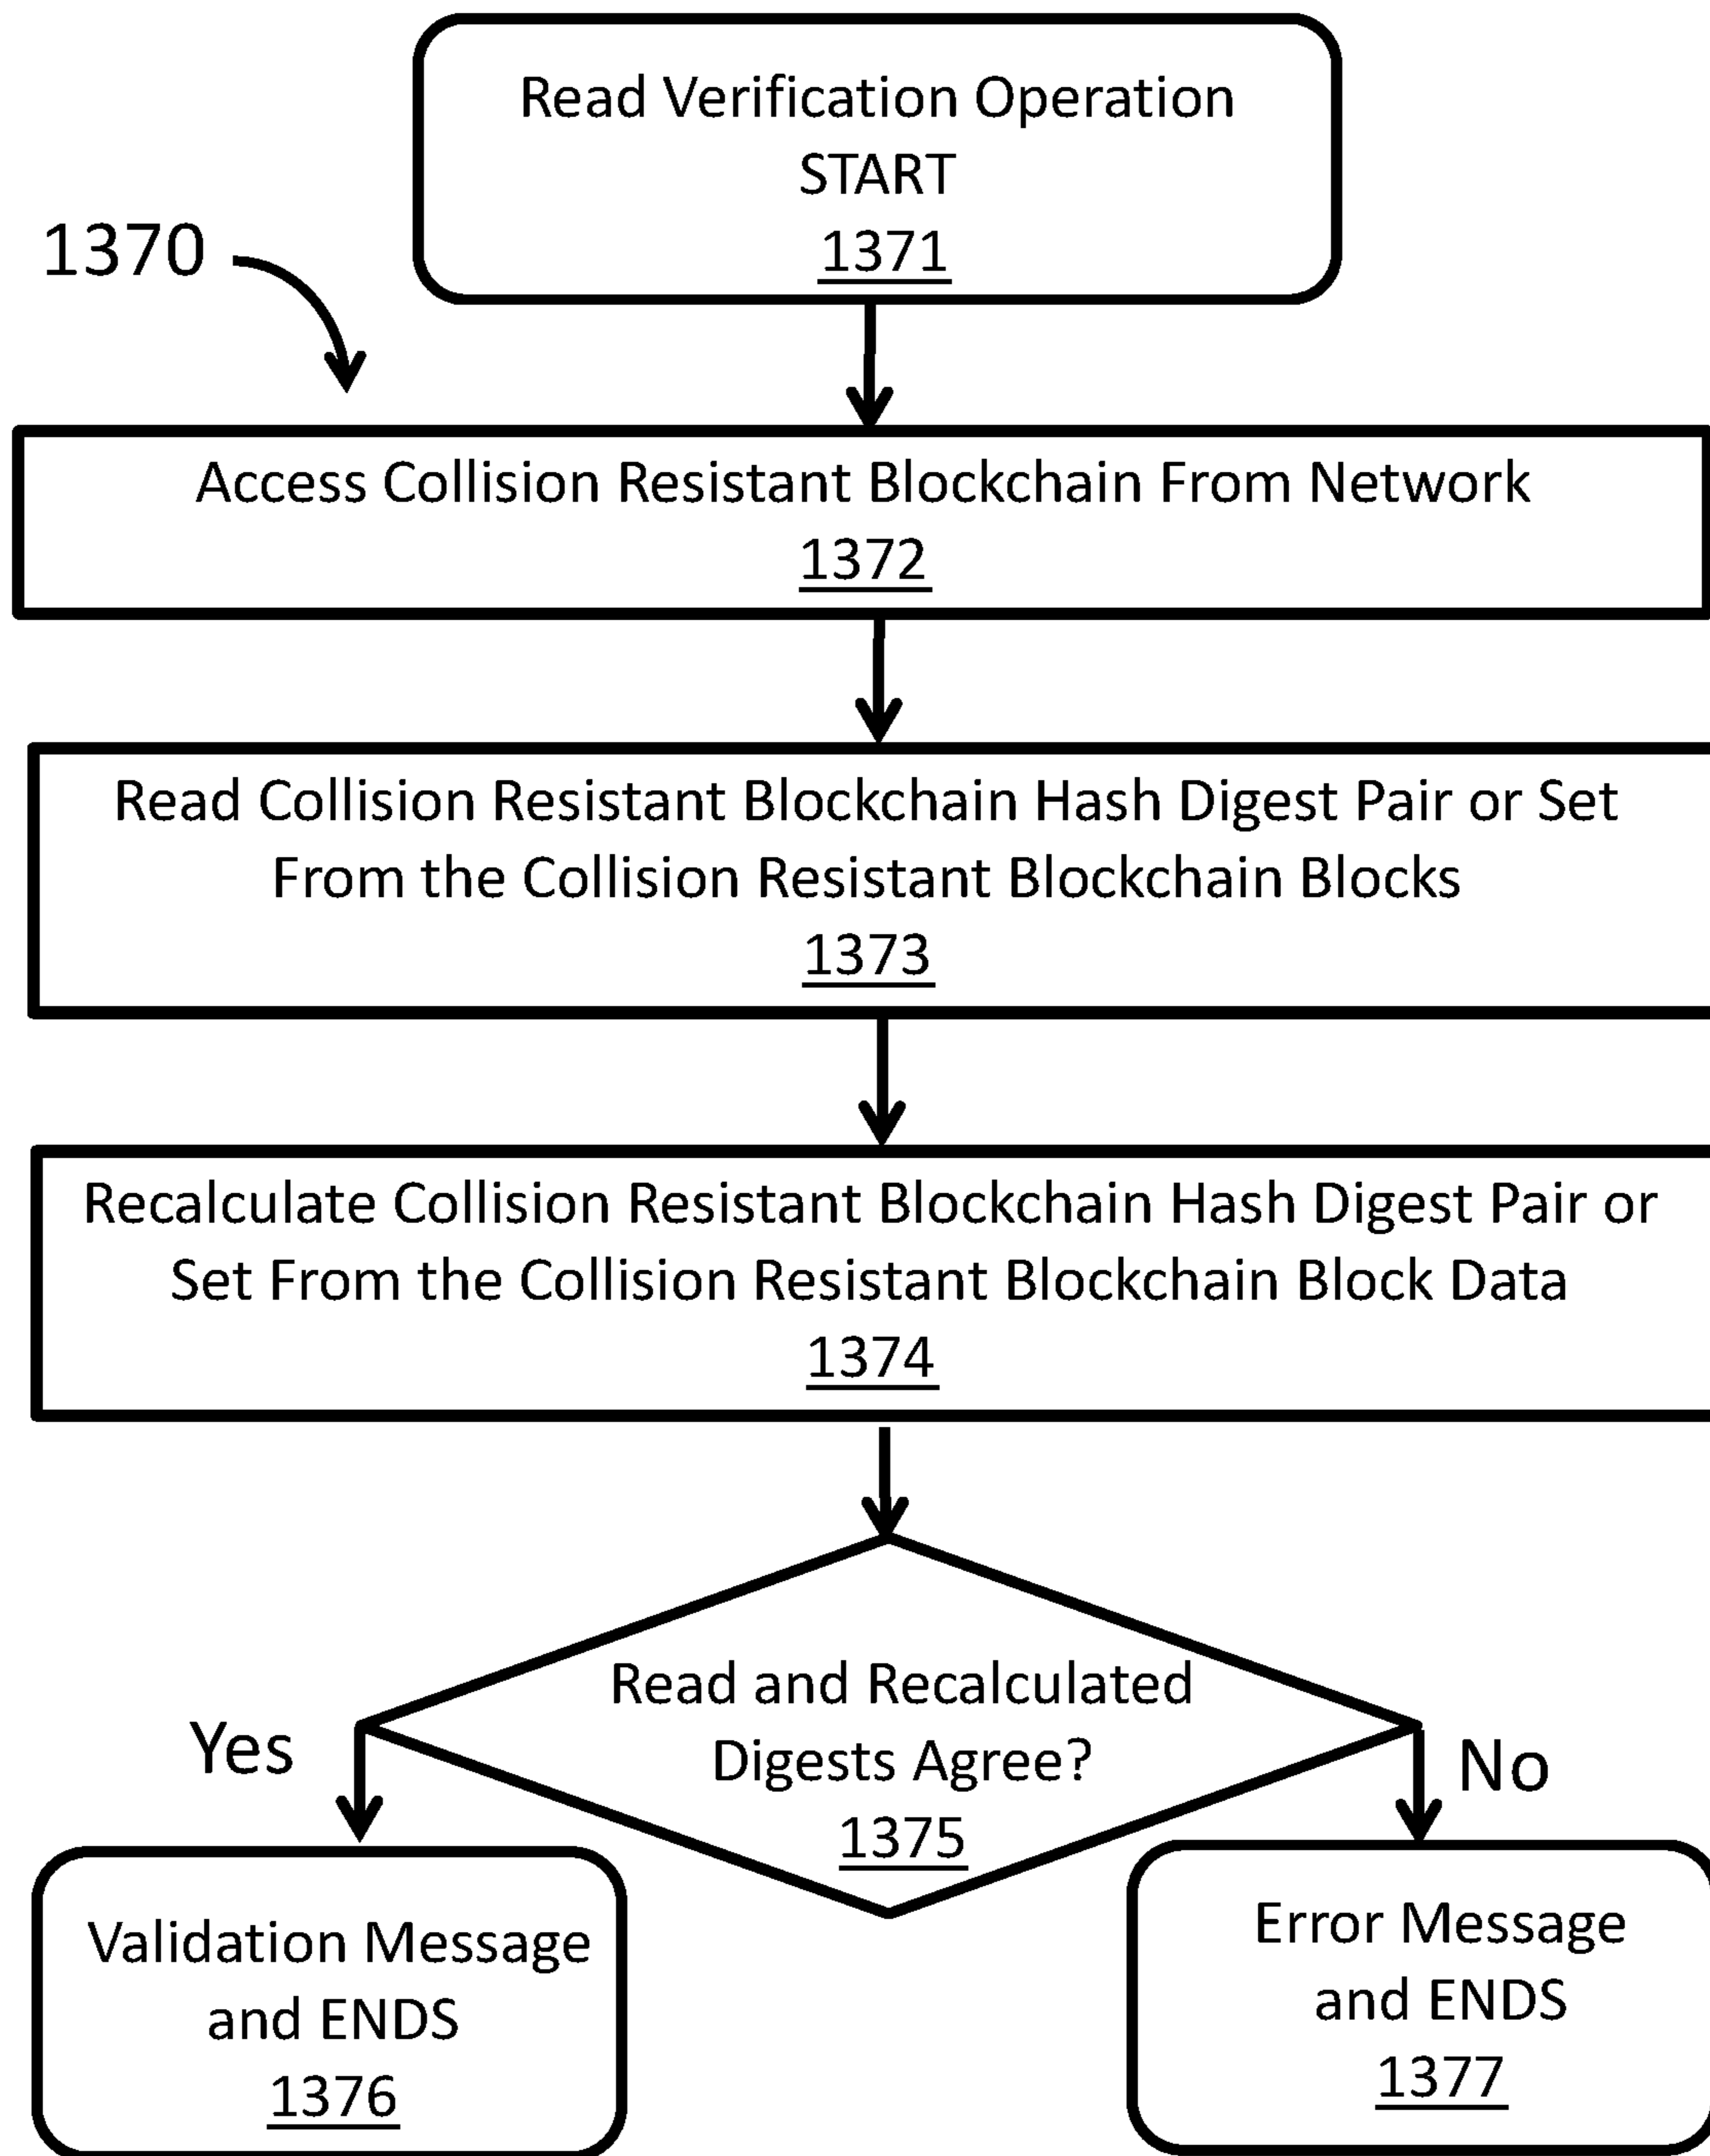 Read Verification Operation
START
1371
1370
Access Collision Resistant Blockchain From Network
1372
Read Collision Resistant Blockchain Hash Digest Pair or Set
From the Collision Resistant Blockchain Blocks
1373
Recalculate Collision Resistant Blockchain Hash Digest Pair or
Set From the Collision Resistant Blockchain Block Data
1374
Read and Recalculated
Digests Agree?
1375
Yes
No
Validation Message
and ENDS
1376
Error Message
and ENDS
1377